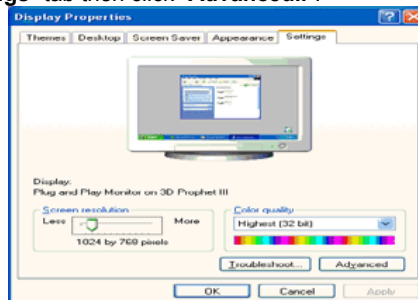 gs" tab then click "Advanced..".
Display Properties
Themes Desktop Screen Saver Appearance Settings
Display:
Plug and Play Monitor on 3D Prophet III
Screen resolution
Less More
1024 by 768 pixels
Color quality
Highest (32 bit)
Troubleshoot... Advanced
OK Cancel Apply